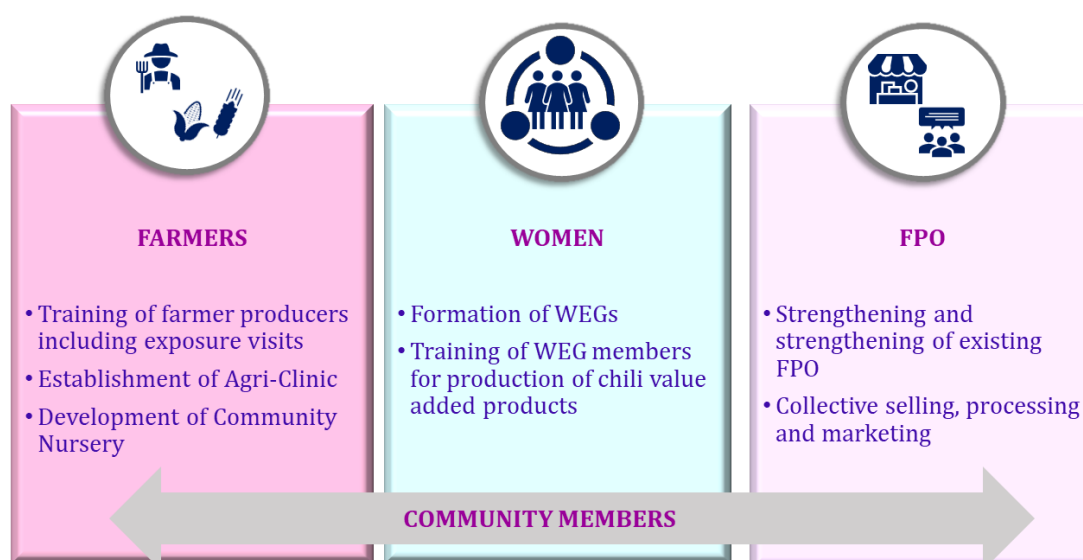 FARMERS
• Training of farmer producers
including exposure visits
• Establishment of Agri-Clinic
• Development of Community
Nursery
WOMEN
• Formation of WEGs
• Training of WEG members
for production of chili value
added products
FPO
• Strengthening and
strengthening of existing
FPO
• Collective selling, processing
and marketing
COMMUNITY MEMBERS